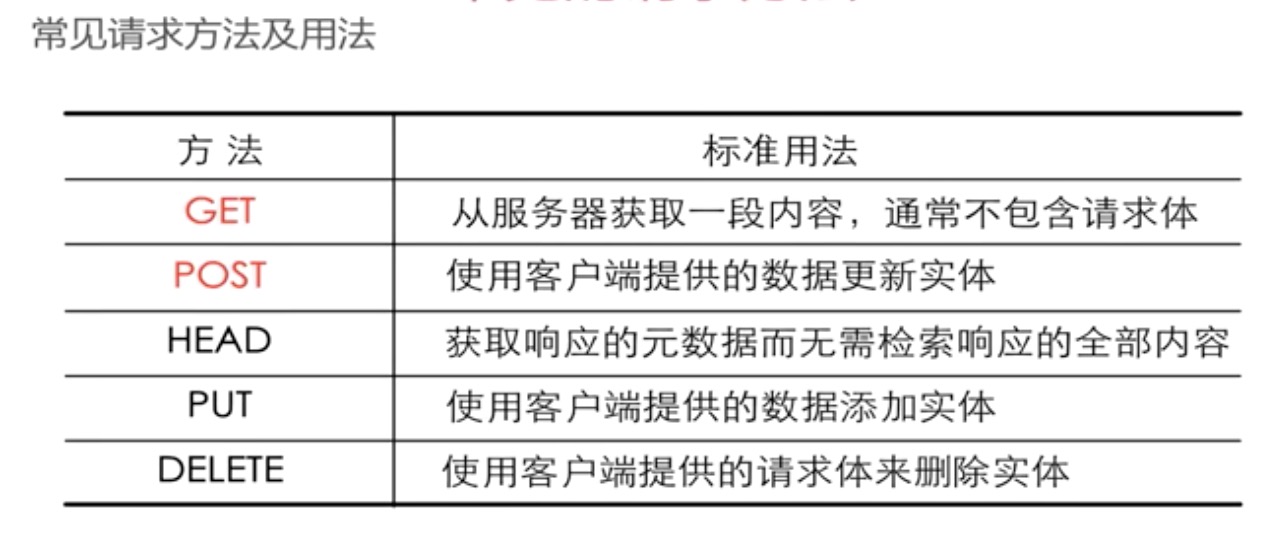 常见请求方法及用法
方 法 标准用法
GET 从服务器获取一段内容，通常不包含请求体
POST 使用客户端提供的数据更新实体
HEAD 获取响应的元数据而无需检索响应的全部内容
PUT 使用客户端提供的数据添加实体
DELETE 使用客户端提供的请求体来删除实体